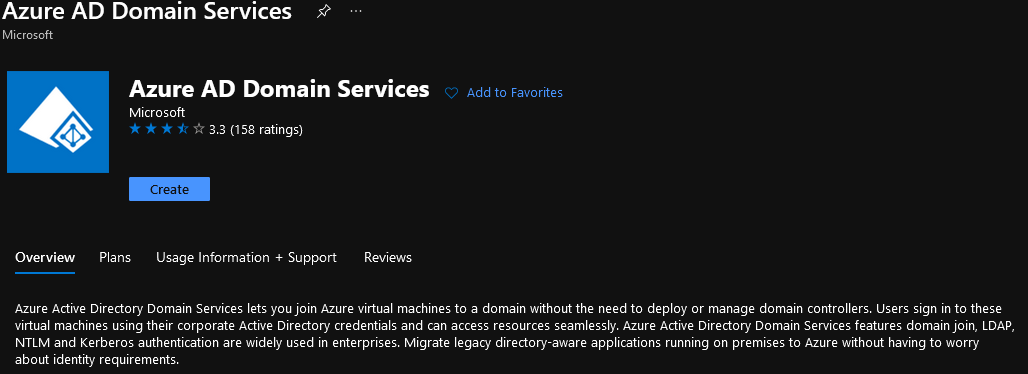 Azure AD Domain Services
Microsoft
Azure AD Domain Services
Add to Favorites
Microsoft
3.3 (158 ratings)
Create
Overview Plans Usage Information + Support Reviews
Azure Active Directory Domain Services lets you join Azure virtual machines to a domain without the need to deploy or manage domain controllers. Users sign in to these
virtual machines using their corporate Active Directory credentials and can access resources seamlessly. Azure Active Directory Domain Services features domain join, LDAP,
NTLM and Kerberos authentication are widely used in enterprises. Migrate legacy directory-aware applications running on premises to Azure without having to worry
about identity requirements.